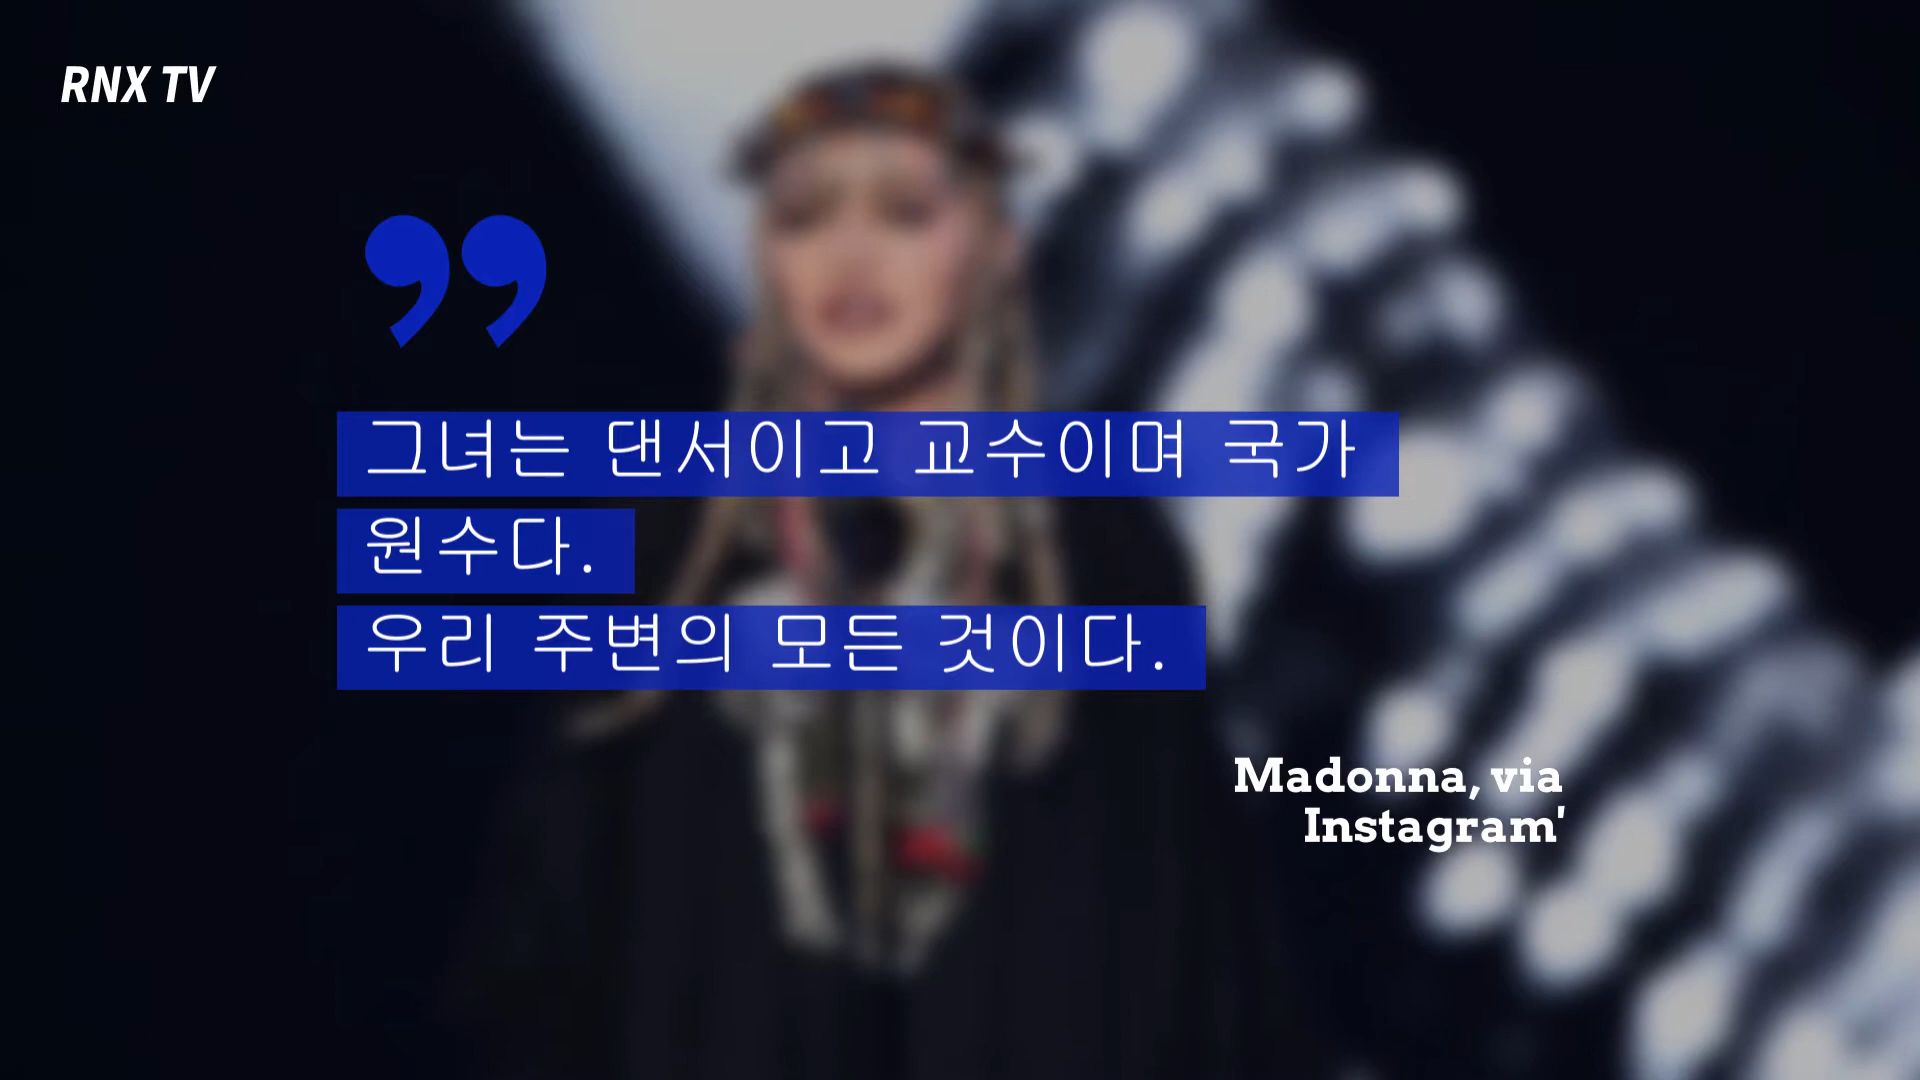 RNX TV
”
그녀는 댄서이고 교수이며 국가
원수다.
우리 주변의 모든 것이다.
Madonna, via
Instagram'